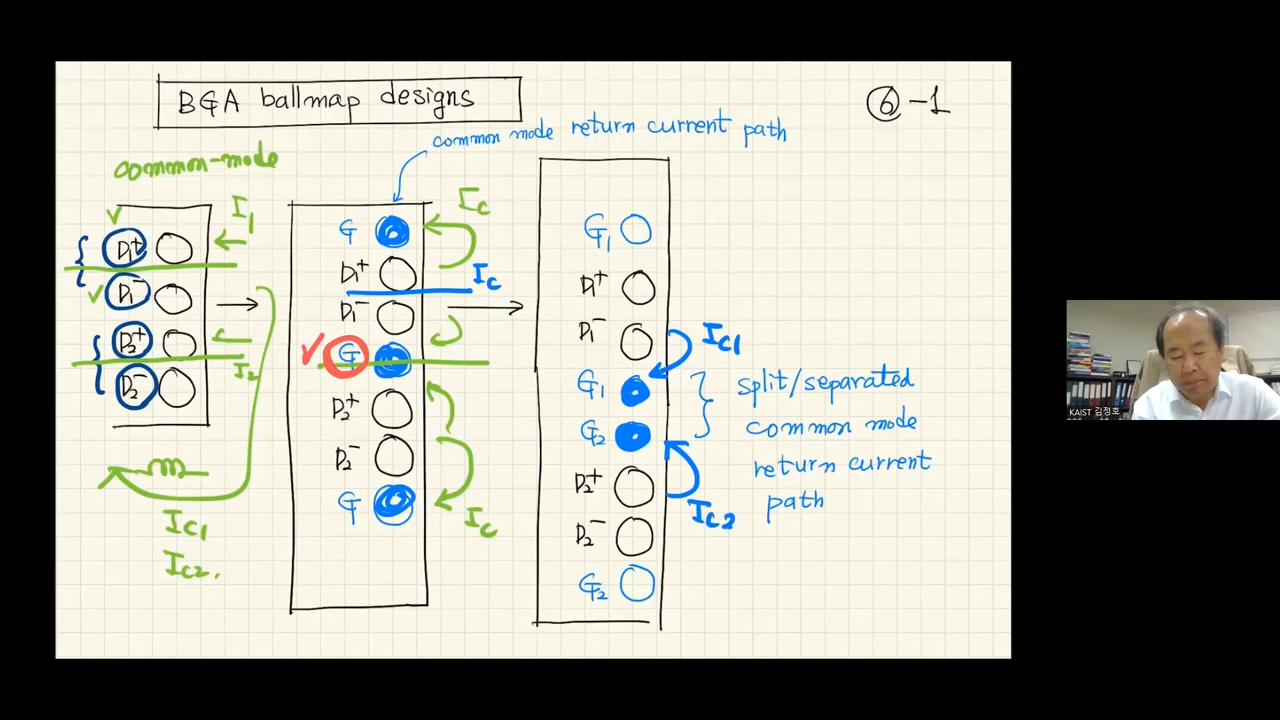 BGA ballmap designs
⑥-1
common mode return current path
common-mode
I1
D1+
D1-
D2+
I2
D2-
IC1
IC2.
IC
G
D1+
IC
D1-
G
D2+
D2-
G
IC
G1
D1+
D1-
IC1
G1
G2
split/separated
common mode
return current
path
D2+
IC2
D2-
G2
KAIST 김정호